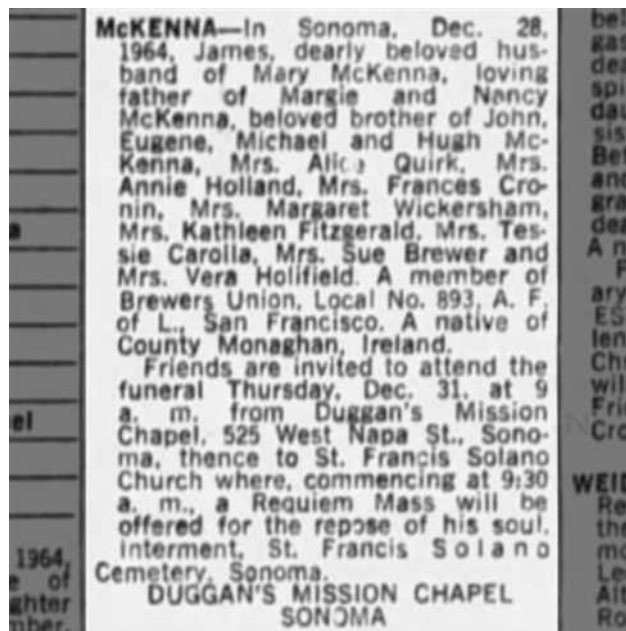 McKENNA—In Sonoma, Dec. 28,
1964, James, dearly beloved hus-
band of Mary McKenna, loving
father of Margie and Nancy
McKenna, beloved brother of John,
Eugene, Michael and Hugh Mc-
Kenna, Mrs. Alice Quirk, Mrs.
Annie Holland, Mrs. Frances Cro-
nin, Mrs. Margaret Wickersham,
Mrs. Kathleen Fitzgerald, Mrs. Tes-
sie Carolla, Mrs. Sue Brewer and
Mrs. Vera Holifield. A member of
Brewers Union, Local No. 893, A. F.
of L., San Francisco. A native of
County Monaghan, Ireland.
Friends are invited to attend the
funeral Thursday, Dec. 31, at 9
a. m. from Duggan's Mission
Chapel, 525 West Napa St., Sono-
ma, thence to St. Francis Solano
Church where, commencing at 9:30
a. m., a Requiem Mass will be
offered for the repose of his soul.
Interment, St. Francis Solano
Cemetery, Sonoma.
DUGGAN'S MISSION CHAPEL
SONOMA
1964,
e of
ghter
mber,